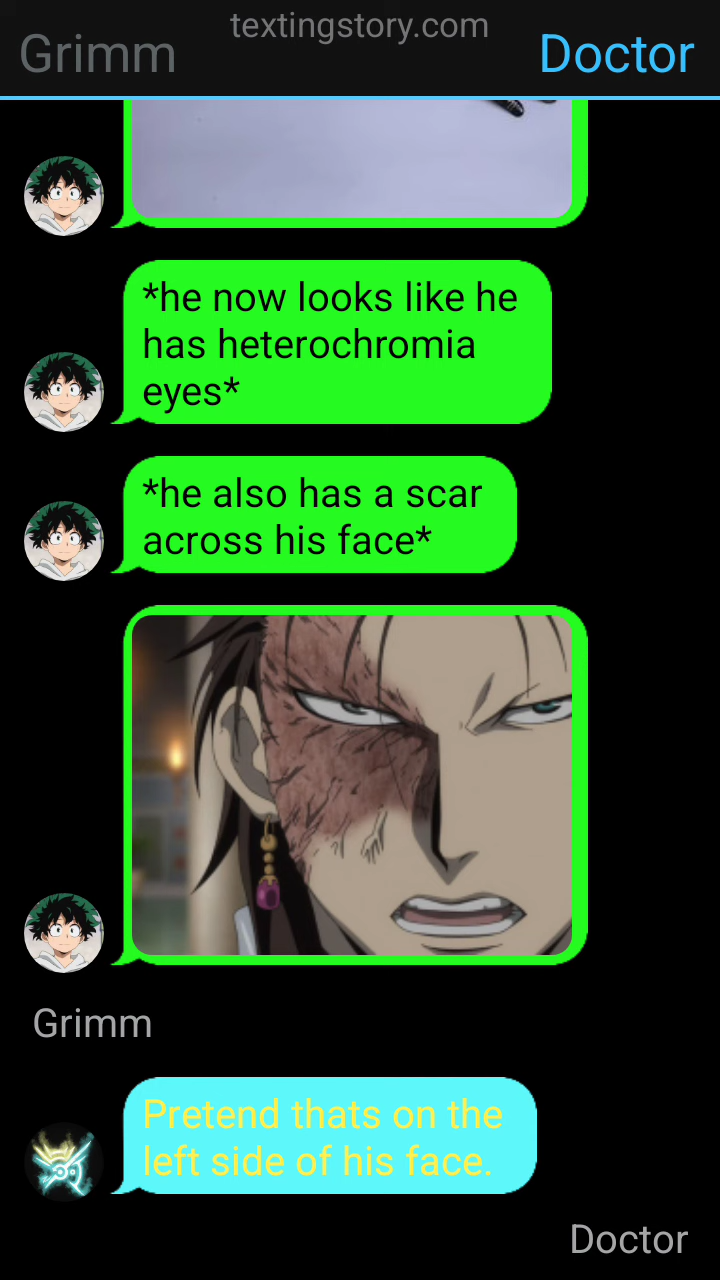 textingstory.com
Grimm
Doctor
*he now looks like he
has heterochromia
eyes*
*he also has a scar
across his face*
Grimm
Pretend thats on the
left side of his face.
Doctor